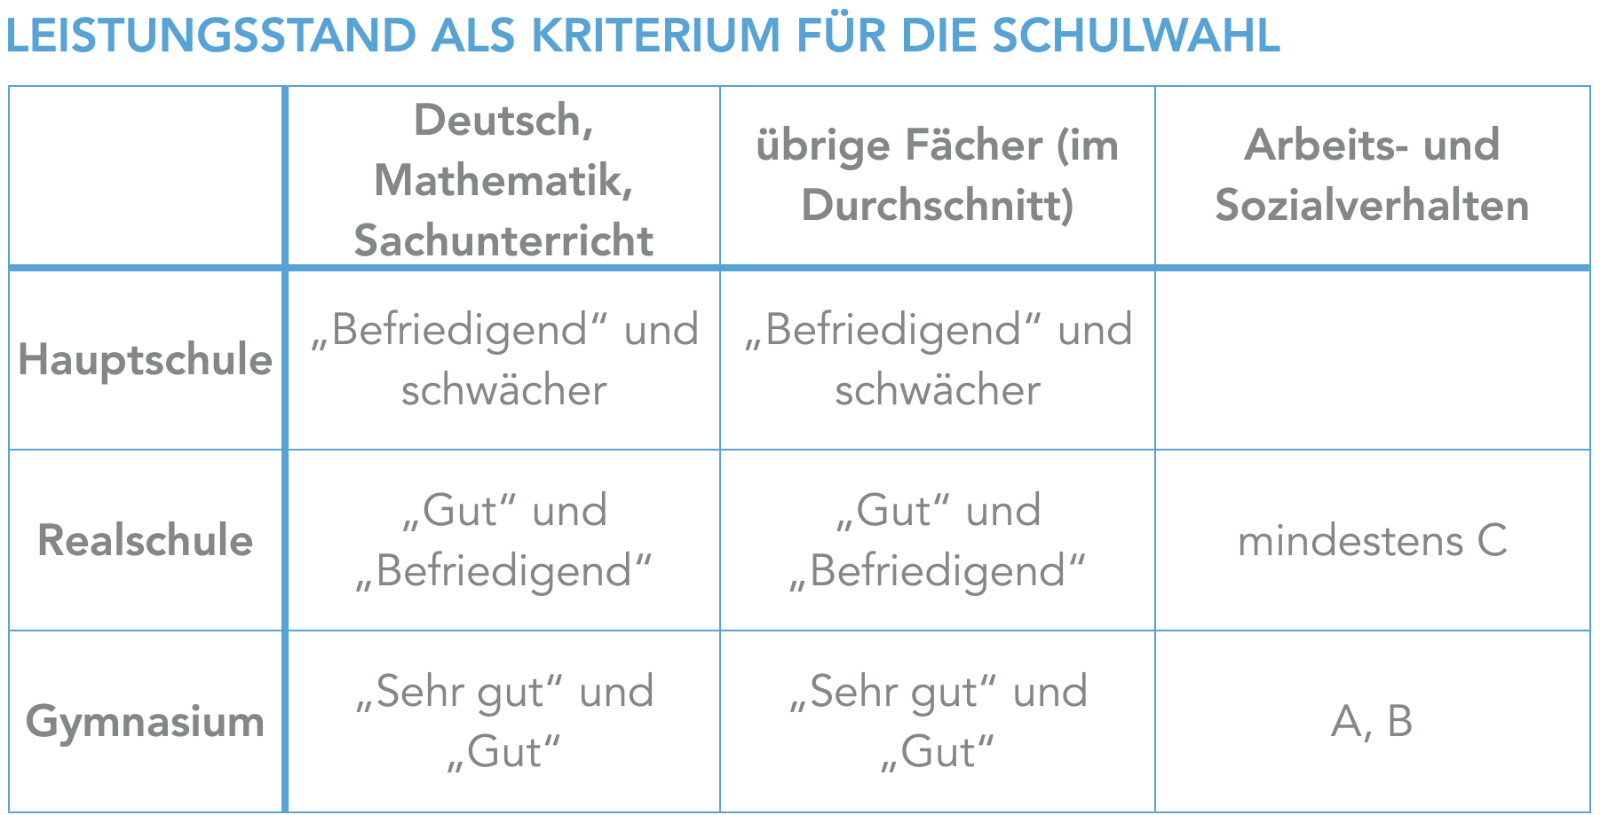 LEISTUNGSSTAND ALS KRITERIUM FÜR DIE SCHULWAHL
Deutsch,
Mathematik,
Sachunterricht
übrige Fächer (im
Durchschnitt)
Arbeits- und
Sozialverhalten
Hauptschule
„Befriedigend“ und
schwächer
„Befriedigend“ und
schwächer
Realschule
„Gut“ und
„Befriedigend“
„Gut“ und
„Befriedigend“
mindestens C
Gymnasium
„Sehr gut“ und
„Gut“
„Sehr gut“ und
„Gut“
A, B